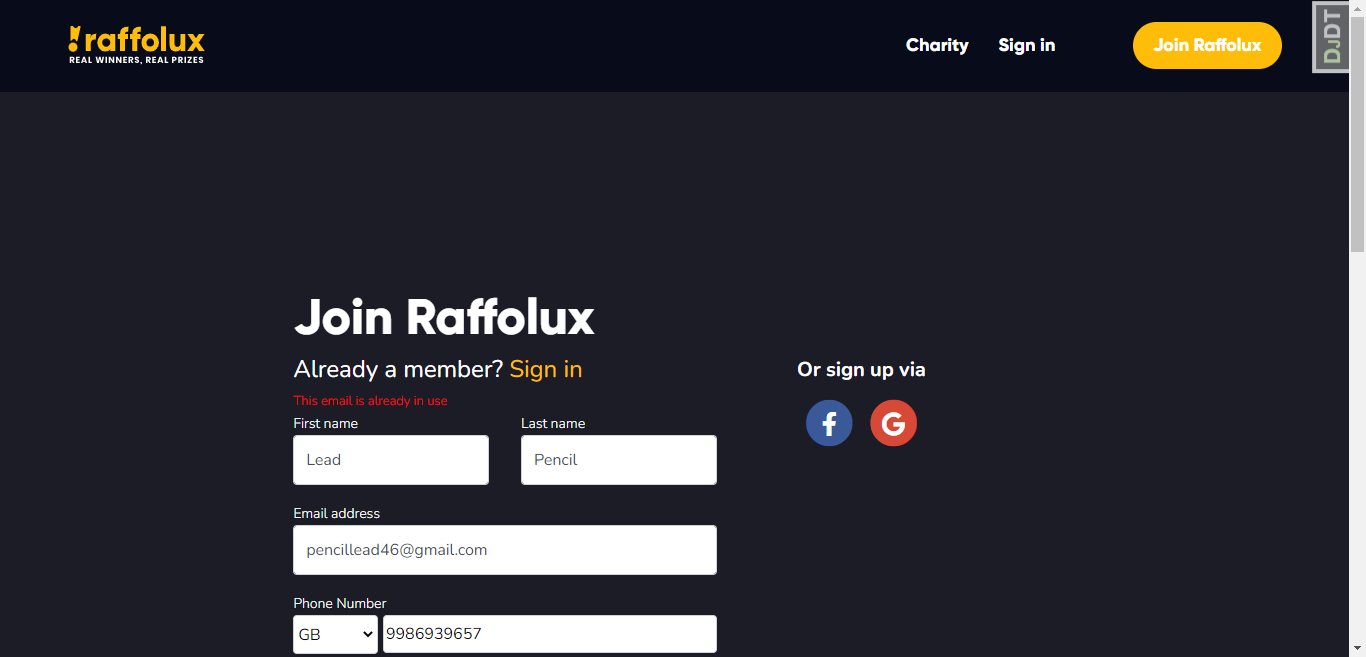 raffolux
REAL WINNERS, REAL PRIZES
Charity
Sign in
Join Raffolux
DJDT
Join Raffolux
Already a member? Sign in
Or sign up via
This email is already in use
First name
Last name
Lead
Pencil
Email address
pencillead46@gmail.com
Phone Number
GB
9986939657